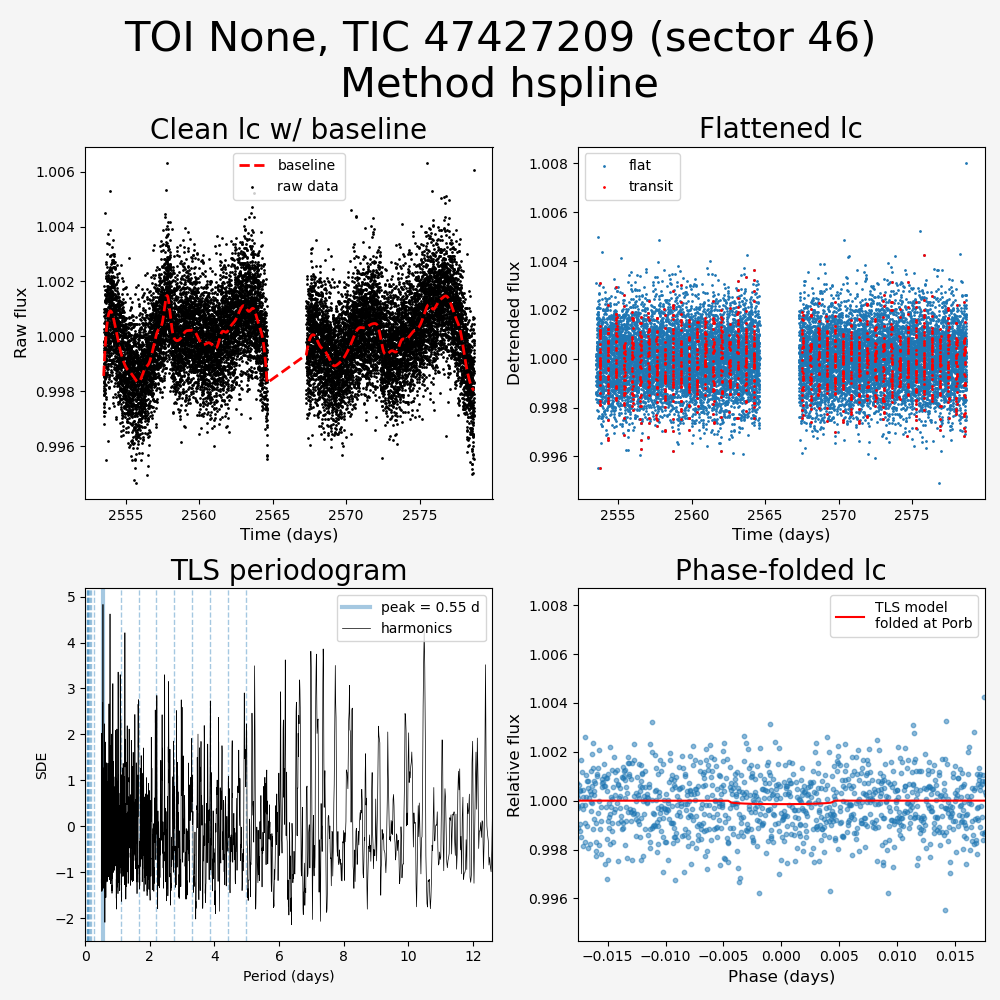 TOI None, TIC 47427209 (sector 46)
Method hspline
Clean lc w/ baseline
Raw flux
1.006
1.004
1.002
1.000
0.998
0.996
baseline
raw data
2555
2560
2565
2570
2575
Time (days)
Flattened lc
Detrended flux
1.008
1.006
1.004
1.002
1.000
0.998
0.996
flat
transit
2555
2560
2565
2570
2575
Time (days)
TLS periodogram
SDE
5
4
3
2
1
0
−1
−2
peak = 0.55 d
harmonics
0
2
4
6
8
10
12
Period (days)
Phase-folded lc
Relative flux
1.008
1.006
1.004
1.002
1.000
0.998
0.996
TLS model
folded at Porb
−0.015
−0.010
−0.005
0.000
0.005
0.010
0.015
Phase (days)